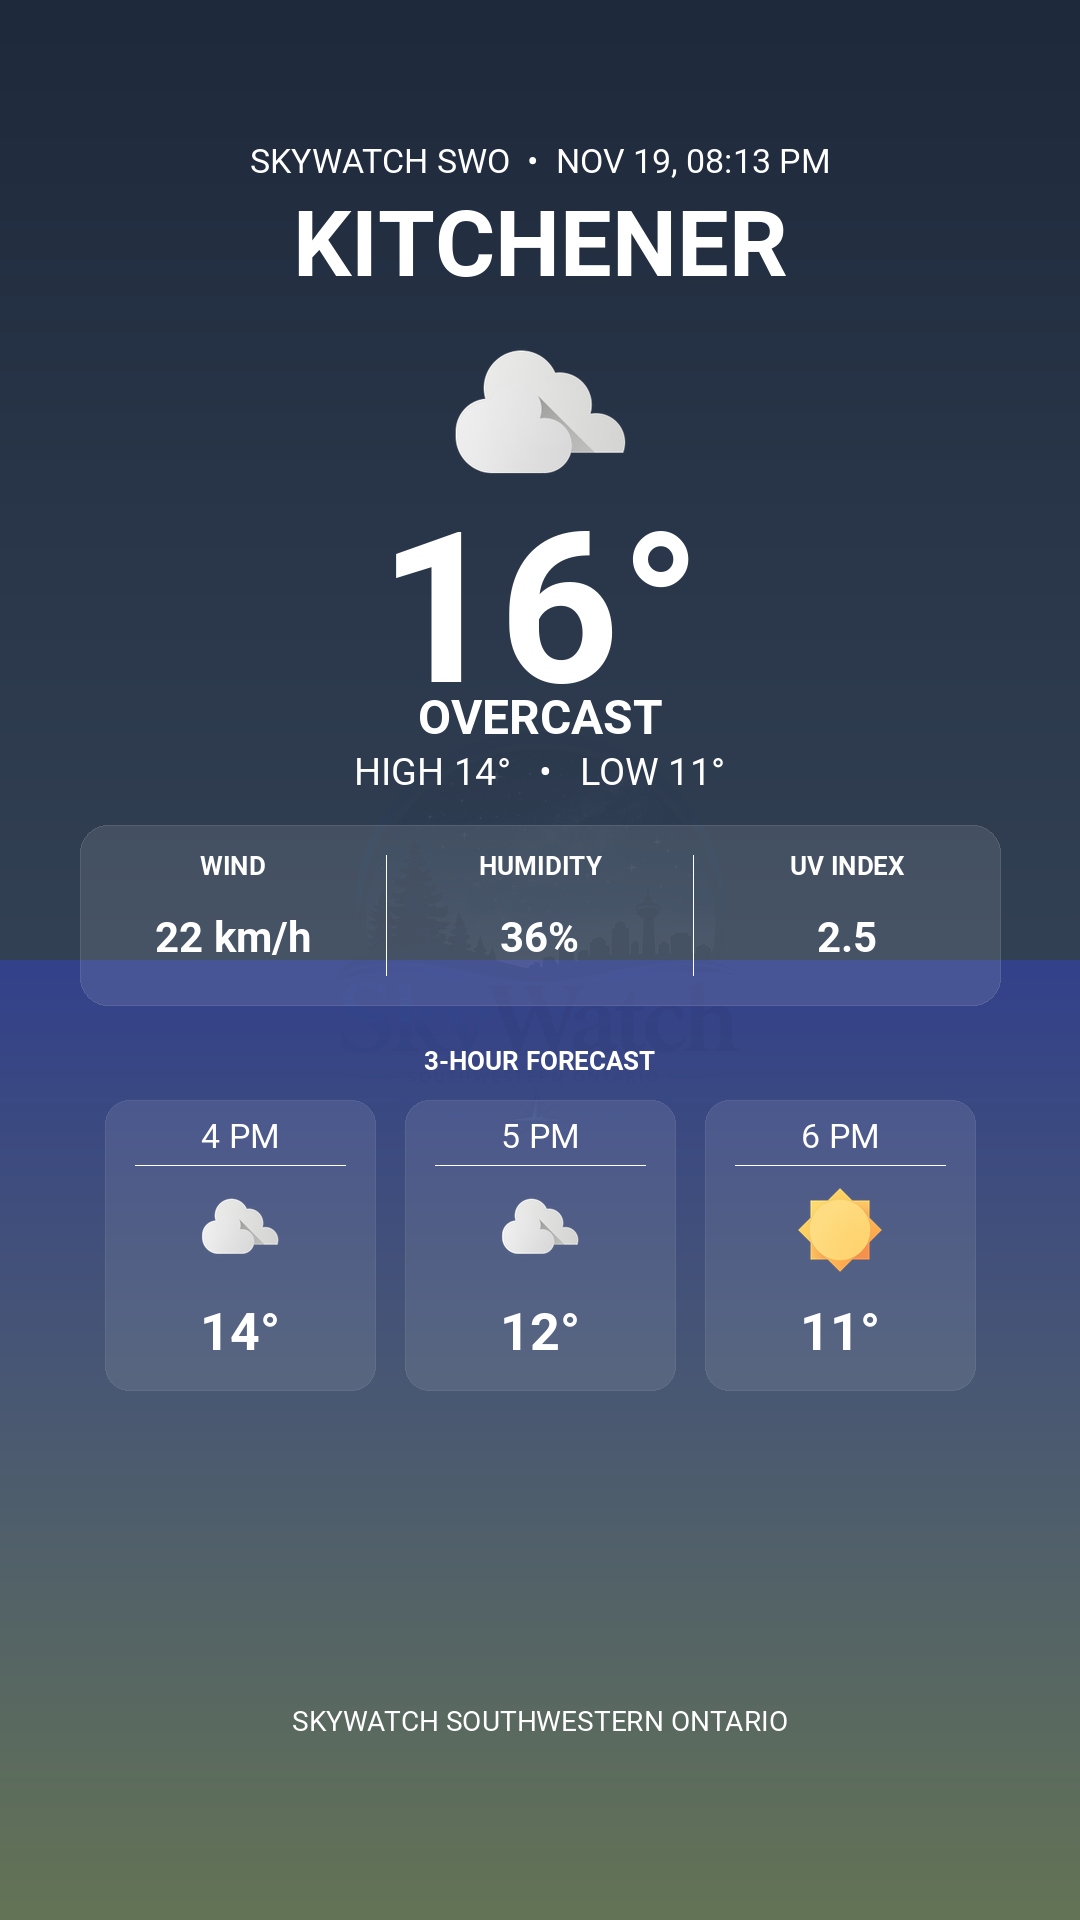 SKYWATCH SWO • NOV 19, 08:13 PM
KITCHENER
16°
OVERCAST
HIGH 14° • LOW 11°
WIND HUMIDITY UV INDEX
22 km/h 36% 2.5
SkyWatch
3-HOUR FORECAST
4 PM 5 PM 6 PM
14° 12° 11°
SKYWATCH SOUTHWESTERN ONTARIO